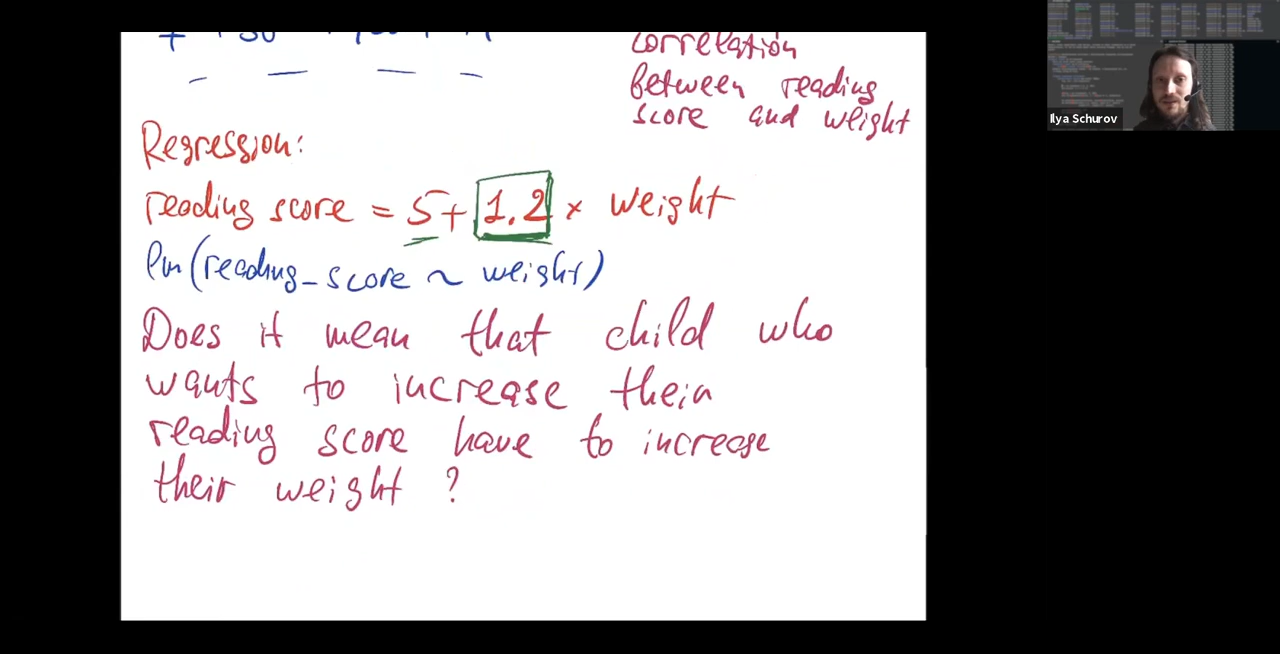 correlation
between reading
score and weight
Regression:
reading score = 5 + 1.2 × weight
lm(reading_score ~ weight)
Does it mean that child who
wants to increase their
reading score have to increase
their weight ?
Ilya Schurov